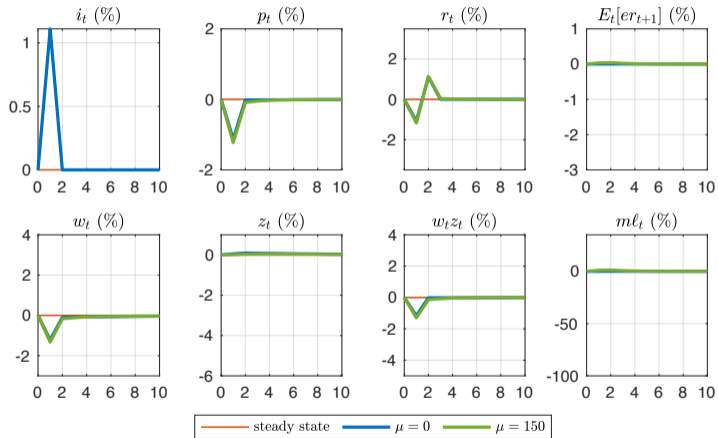 i_t (%) p_t (%) r_t (%) E_t[er_{t+1}] (%)
1 2 2 1
0.5 0 0 0
0 -2 -2 -1
-2
-3
0 2 4 6 8 10 0 2 4 6 8 10 0 2 4 6 8 10 0 2 4 6 8 10
w_t (%) z_t (%) w_tz_t (%) mℓ_t (%)
4 0 4 0
2 -2 2 -50
0 -4 0 -100
-2 -6 -2
-4
0 2 4 6 8 10 0 2 4 6 8 10 0 2 4 6 8 10 0 2 4 6 8 10
steady state μ = 0 μ = 150